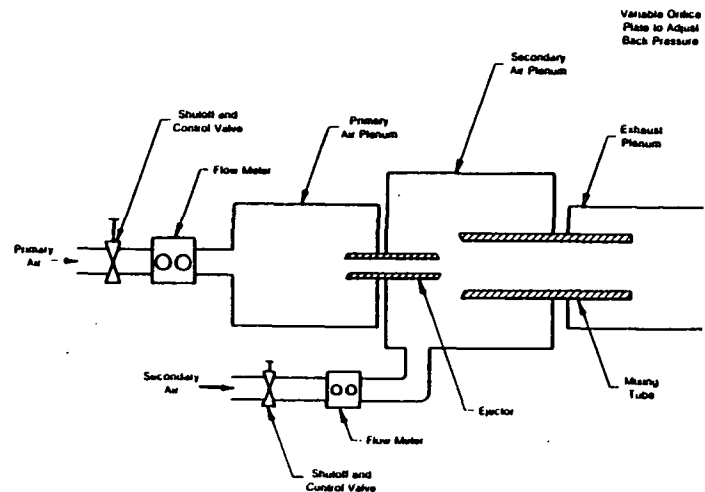 Variable Orifice
Plate to Adjust
Back Pressure
Secondary
Air Plenum
Shutoff and
Control Valve
Primary
Air Plenum
Exhaust
Plenum
Flow Meter
Primary
Air
Secondary
Air
Mixing
Tube
Ejector
Flow Meter
Shutoff and
Control Valve